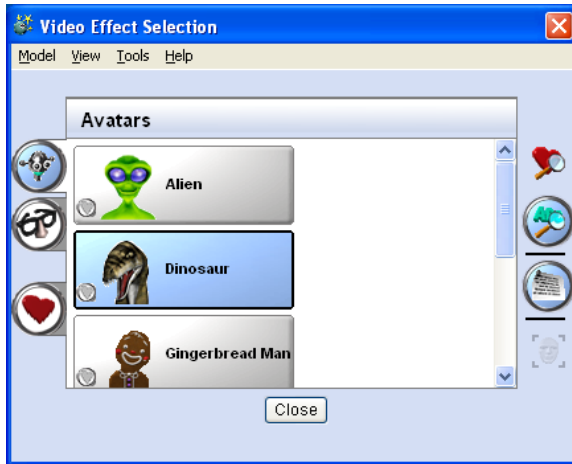 Video Effect Selection
Model View Tools Help
Avatars
Alien
Dinosaur
Gingerbread Man
Close